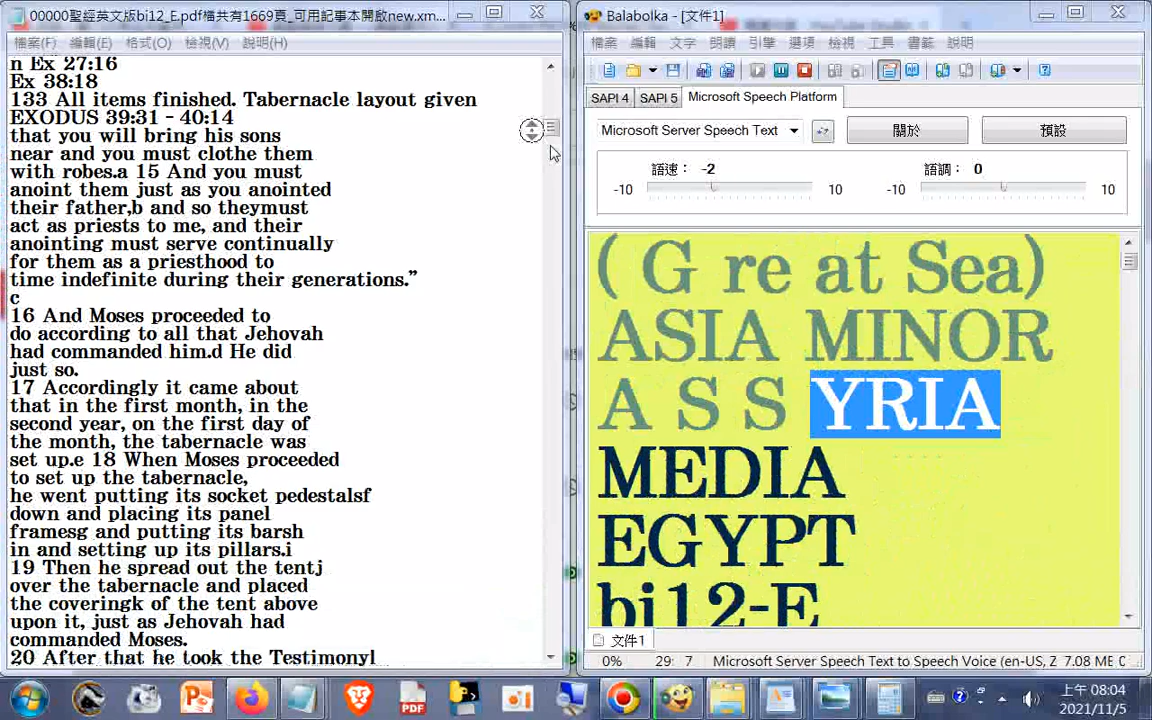 00000聖經英文版bi12_E.pdf檔共有1669頁_可用記事本開啟new.xm...
檔案(F) 編輯(E) 格式(O) 檢視(V) 說明(H)
n Ex 27:16
Ex 38:18
133 All items finished. Tabernacle layout given
EXODUS 39:31 - 40:14
that you will bring his sons
near and you must clothe them
with robes.a 15 And you must
anoint them just as you anointed
their father,b and so theymust
act as priests to me, and their
anointing must serve continually
for them as a priesthood to
time indefinite during their generations.”
c
16 And Moses proceeded to
do according to all that Jehovah
had commanded him.d He did
just so.
17 Accordingly it came about
that in the first month, in the
second year, on the first day of
the month, the tabernacle was
set up.e 18 When Moses proceeded
to set up the tabernacle,
he went putting its socket pedestalsf
down and placing its panel
framesg and putting its barsh
in and setting up its pillars.i
19 Then he spread out the tentj
over the tabernacle and placed
the coveringk of the tent above
upon it, just as Jehovah had
commanded Moses.
20 After that he took the Testimonyl
Balabolka - [文件1]
檔案 編輯 文字 朗讀 引擎 選項 檢視 工具 書籤 說明
SAPI 4 SAPI 5 Microsoft Speech Platform
Microsoft Server Speech Text 關於 預設
語速: -2 語調: 0
-10 10 -10 10
( G re at Sea)
ASIA MINOR
A S S YRIA
MEDIA
EGYPT
bi12-E
文件1
0% 29: 7 Microsoft Server Speech Text to Speech Voice (en-US, Z 7.08 ME
PDF
上午 08:04
2021/11/5